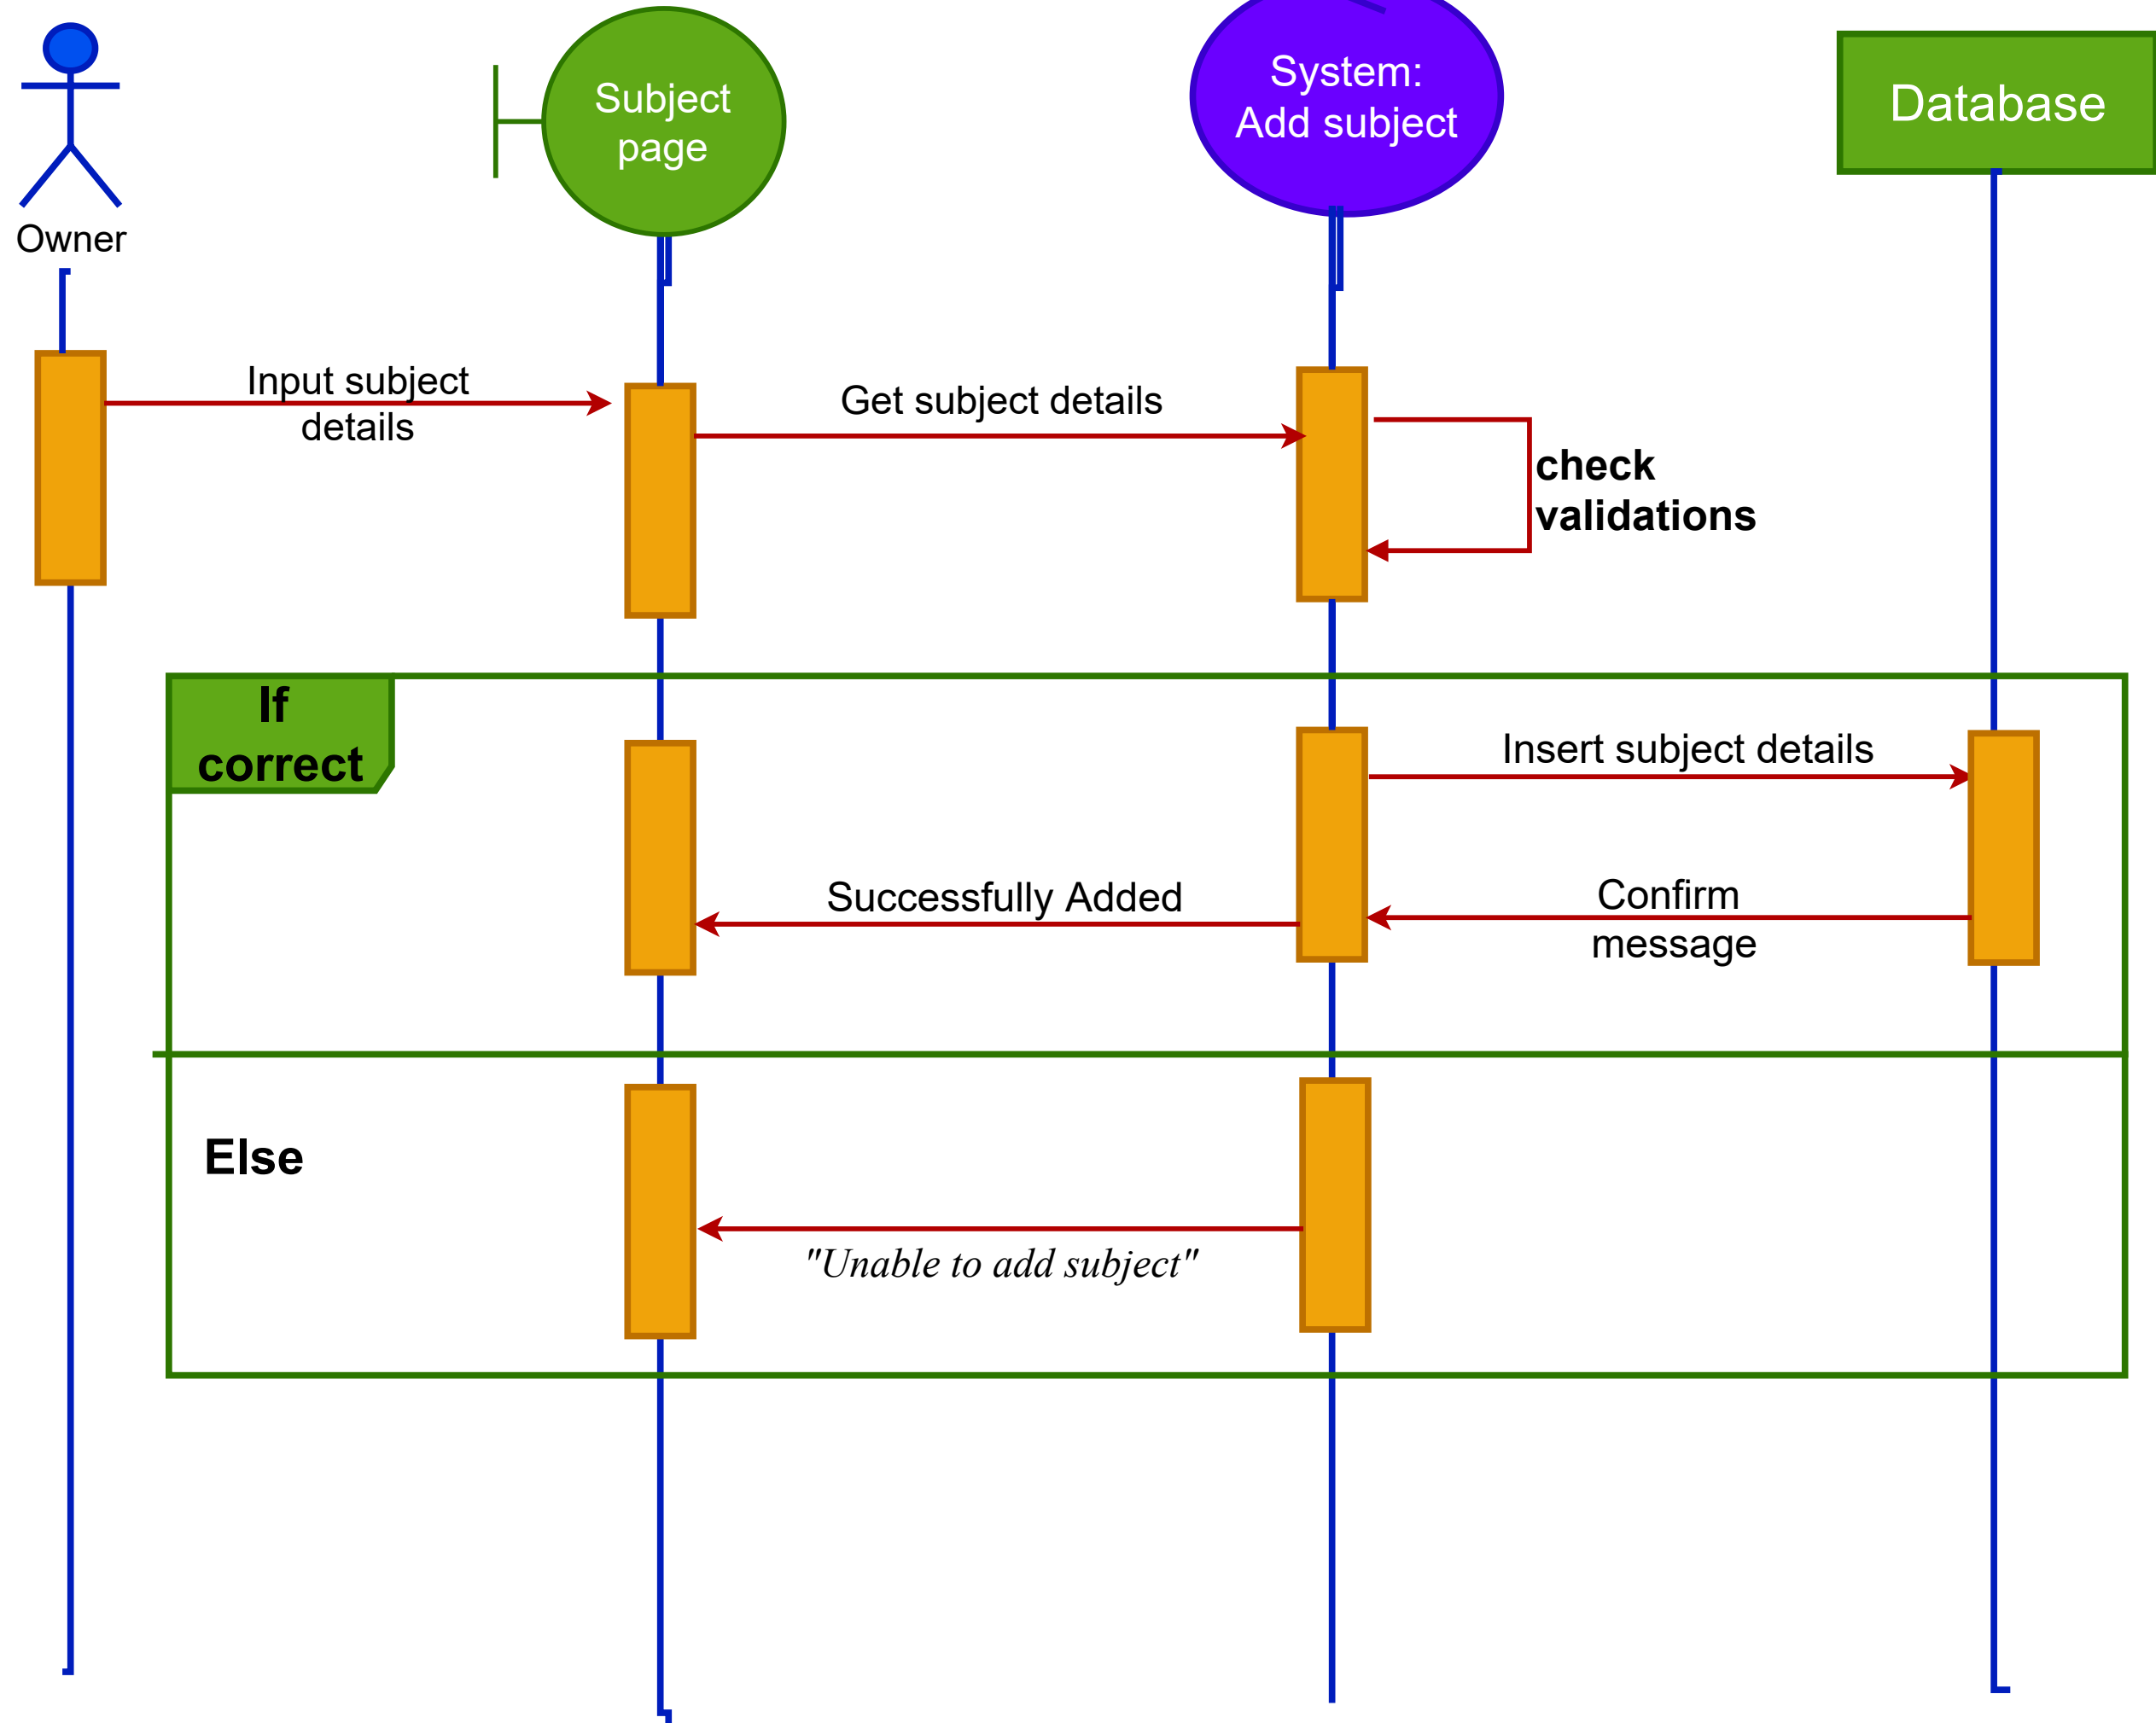 Owner
Subject
page
System:
Add subject
Database
Input subject
details
Get subject details
check
validations
If
correct
Insert subject details
Successfully Added
Confirm
message
Else
"Unable to add subject"